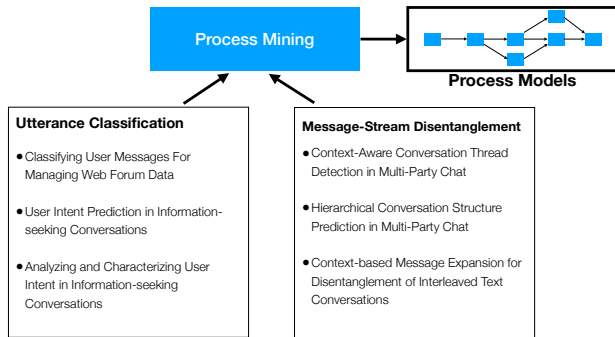 Process Mining
Process Models
Utterance Classification
● Classifying User Messages For
Managing Web Forum Data
● User Intent Prediction in Information-
seeking Conversations
● Analyzing and Characterizing User
Intent in Information-seeking
Conversations
Message-Stream Disentanglement
● Context-Aware Conversation Thread
Detection in Multi-Party Chat
● Hierarchical Conversation Structure
Prediction in Multi-Party Chat
● Context-based Message Expansion for
Disentanglement of Interleaved Text
Conversations